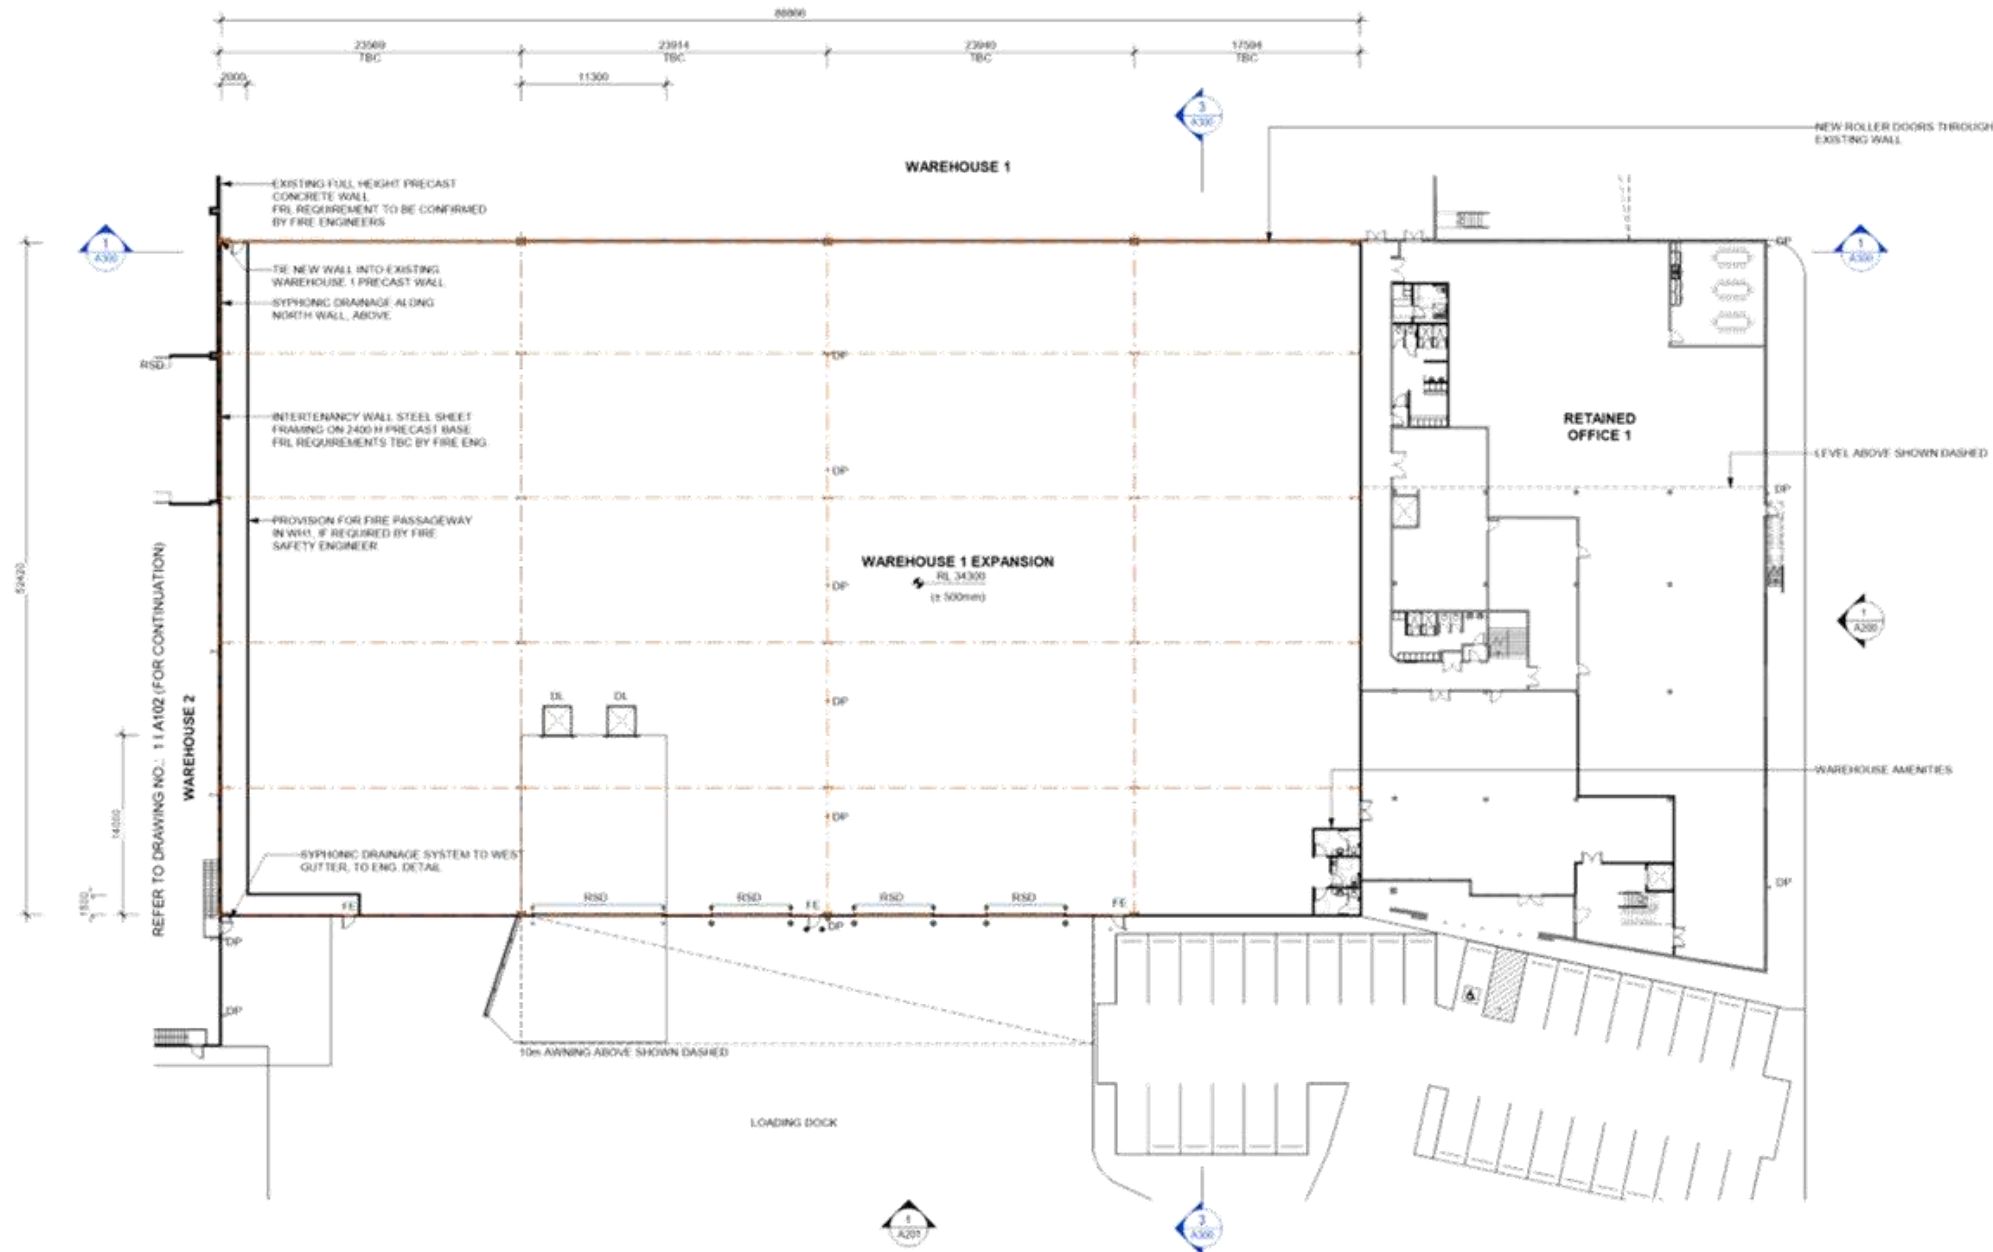 88866
23569
TBC
23914
TBC
23940
TBC
17594
TBC
2000
11300
3
A300
NEW ROLLER DOORS THROUGH
EXISTING WALL
WAREHOUSE 1
EXISTING FULL HEIGHT PRECAST
CONCRETE WALL
FRL REQUIREMENT TO BE CONFIRMED
BY FIRE ENGINEERS
1
A300
1
A300
DP
TIE NEW WALL INTO EXISTING
WAREHOUSE 1 PRECAST WALL
SYPHONIC DRAINAGE ALONG
NORTH WALL, ABOVE
RSD
DP
INTERTENANCY WALL STEEL SHEET
FRAMING ON 2400 H PRECAST BASE
FRL REQUIREMENTS TBC BY FIRE ENG
RETAINED
OFFICE 1
LEVEL ABOVE SHOWN DASHED
DP
DP
PROVISION FOR FIRE PASSAGEWAY
IN WH1, IF REQUIRED BY FIRE
SAFETY ENGINEER
WAREHOUSE 1 EXPANSION
RL 34300
(± 500mm)
DP
1
A200
REFER TO DRAWING NO.: 1 I A102 (FOR CONTINUATION)
WAREHOUSE 2
DL
DL
DP
WAREHOUSE AMENITIES
14000
DP
SYPHONIC DRAINAGE SYSTEM TO WEST
GUTTER, TO ENG. DETAIL
DP
1500
FE
RSD
RSD
FE
RSD
RSD
FE
DP
DP
DP
10m AWNING ABOVE SHOWN DASHED
LOADING DOCK
1
A201
3
A300